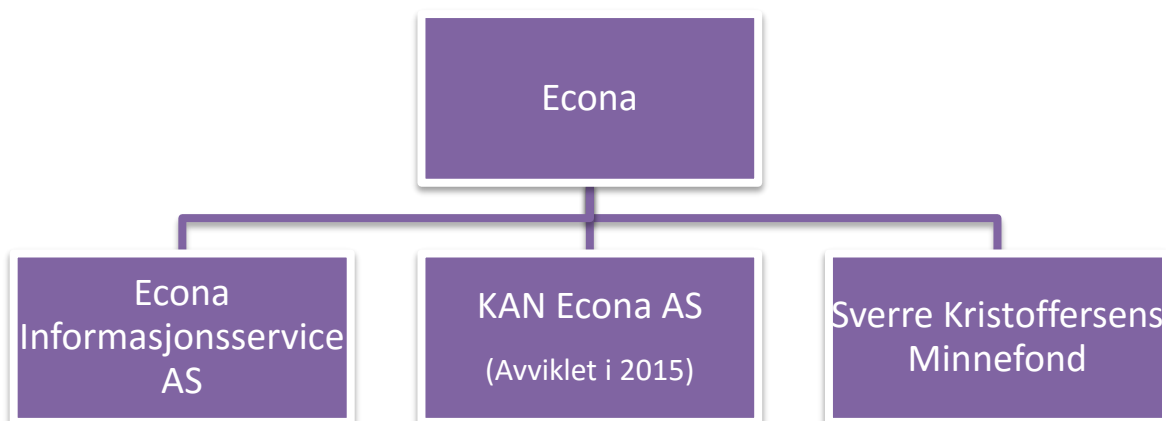 Econa
Econa
Informasjonsservice
AS
KAN Econa AS
(Avviklet i 2015)
Sverre Kristoffersens
Minnefond